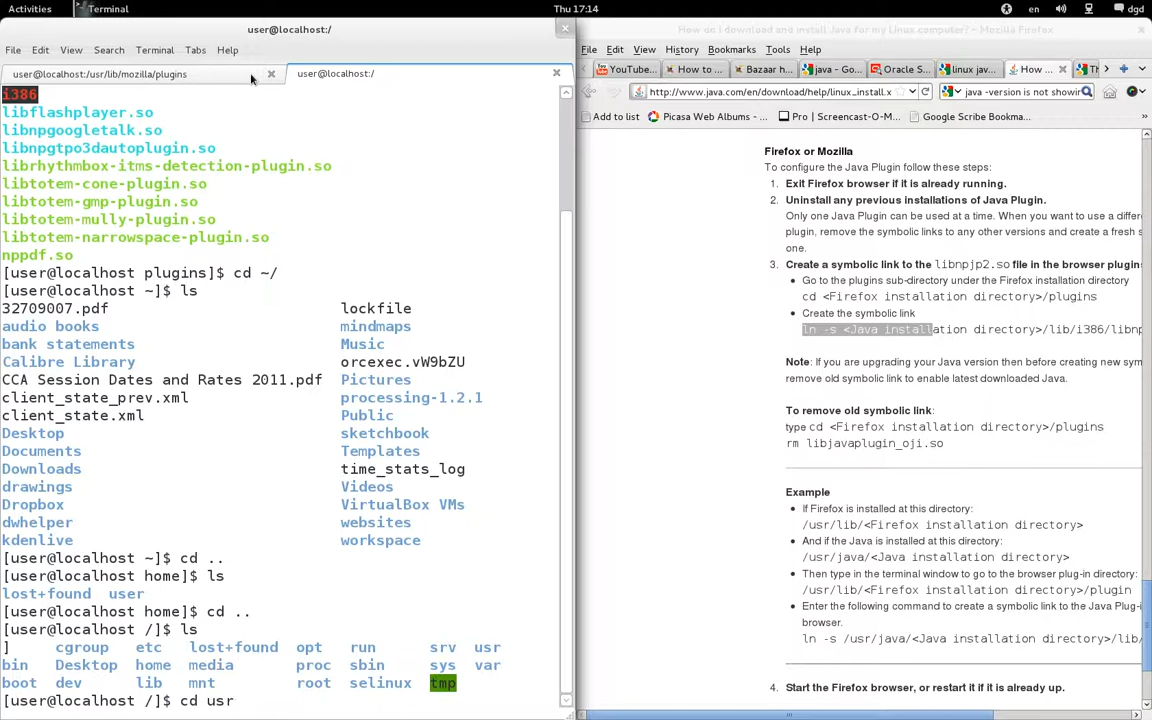 Activities Terminal Thu 17:14 en dgd
user@localhost:/
File Edit View Search Terminal Tabs Help
user@localhost:/usr/lib/mozilla/plugins
user@localhost:/
i386
libflashplayer.so
libnpgoogletalk.so
libnpgtpo3dautoplugin.so
librhythmbox-itms-detection-plugin.so
libtotem-cone-plugin.so
libtotem-gmp-plugin.so
libtotem-mully-plugin.so
libtotem-narrowspace-plugin.so
nppdf.so
[user@localhost plugins]$ cd ~/
[user@localhost ~]$ ls
32709007.pdf lockfile
audio books mindmaps
bank statements Music
Calibre Library orcexec.vW9bZU
CCA Session Dates and Rates 2011.pdf Pictures
client_state_prev.xml processing-1.2.1
client_state.xml Public
Desktop sketchbook
Documents Templates
Downloads time_stats_log
drawings Videos
Dropbox VirtualBox VMs
dwhelper websites
kdenlive workspace
[user@localhost ~]$ cd ..
[user@localhost home]$ ls
lost+found user
[user@localhost home]$ cd ..
[user@localhost /]$ ls
] cgroup etc lost+found opt run srv usr
bin Desktop home media proc sbin sys var
boot dev lib mnt root selinux tmp
[user@localhost /]$ cd usr
How do I download and install Java for my Linux computer? - Mozilla Firefox
File Edit View History Bookmarks Tools Help
YouTube... How to ... Bazaar h... java - Go... Oracle S... linux jav... How ... Th
http://www.java.com/en/download/help/linux_install.x java -version is not showin
Add to list Picasa Web Albums - ... Pro | Screencast-O-M... Google Scribe Bookma...
Firefox or Mozilla
To configure the Java Plugin follow these steps:
1. Exit Firefox browser if it is already running.
2. Uninstall any previous installations of Java Plugin.
Only one Java Plugin can be used at a time. When you want to use a differe
plugin, remove the symbolic links to any other versions and create a fresh s
one.
3. Create a symbolic link to the libnpjp2.so file in the browser plugin
Go to the plugins sub-directory under the Firefox installation directory
cd <Firefox installation directory>/plugins
Create the symbolic link
ln -s <Java installation directory>/lib/i386/libnp
Note: If you are upgrading your Java version then before creating new sym
remove old symbolic link to enable latest downloaded Java.
To remove old symbolic link:
type cd <Firefox installation directory>/plugins
rm libjavaplugin_oji.so
Example
If Firefox is installed at this directory:
/usr/lib/<Firefox installation directory>
And if the Java is installed at this directory:
/usr/java/<Java installation directory>
Then type in the terminal window to go to the browser plug-in directory:
/usr/lib/<Firefox installation directory>/plugin
Enter the following command to create a symbolic link to the Java Plug-i
browser.
ln -s /usr/java/<Java installation directory>/lib/
4. Start the Firefox browser, or restart it if it is already up.